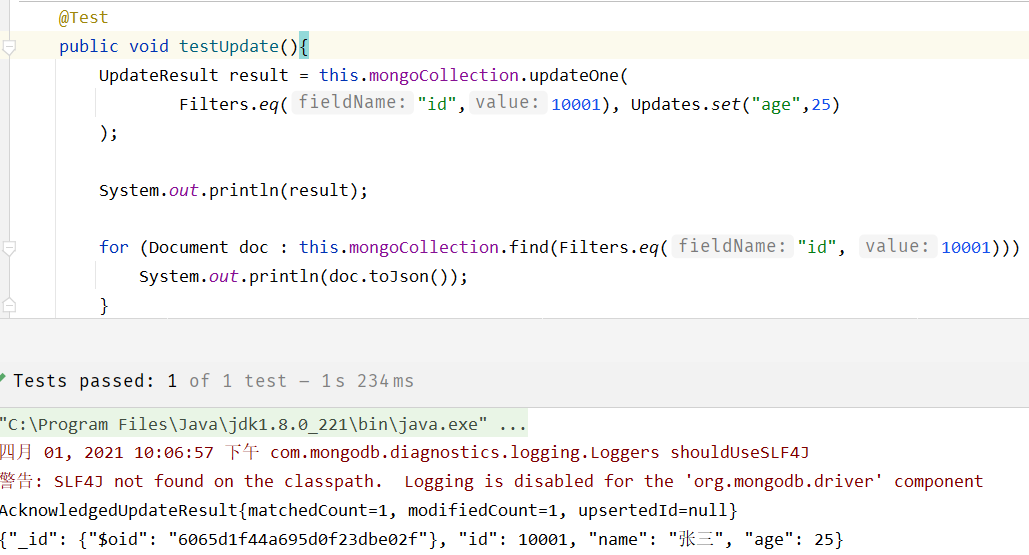 @Test
public void testUpdate(){
UpdateResult result = this.mongoCollection.updateOne(
Filters.eq( fieldName: "id", value: 10001), Updates.set("age",25)
);
System.out.println(result);
for (Document doc : this.mongoCollection.find(Filters.eq( fieldName: "id", value: 10001)))
System.out.println(doc.toJson());
}
Tests passed: 1 of 1 test – 1 s 234 ms
"C:\Program Files\Java\jdk1.8.0_221\bin\java.exe" ...
四月 01, 2021 10:06:57 下午 com.mongodb.diagnostics.logging.Loggers shouldUseSLF4J
警告: SLF4J not found on the classpath.  Logging is disabled for the 'org.mongodb.driver' component
AcknowledgedUpdateResult{matchedCount=1, modifiedCount=1, upsertedId=null}
{"_id": {"$oid": "6065d1f44a695d0f23dbe02f"}, "id": 10001, "name": "张三", "age": 25}